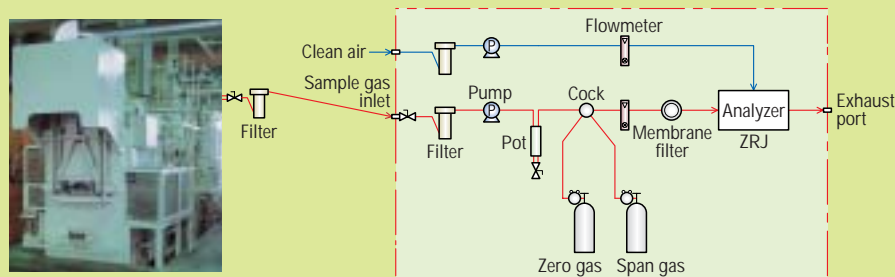 Flowmeter
Clean air
P
Sample gas
inlet
Pump
Cock
P
Analyzer
Exhaust
port
Filter
Filter
Pot
Membrane
filter
ZRJ
Zero gas
Span gas